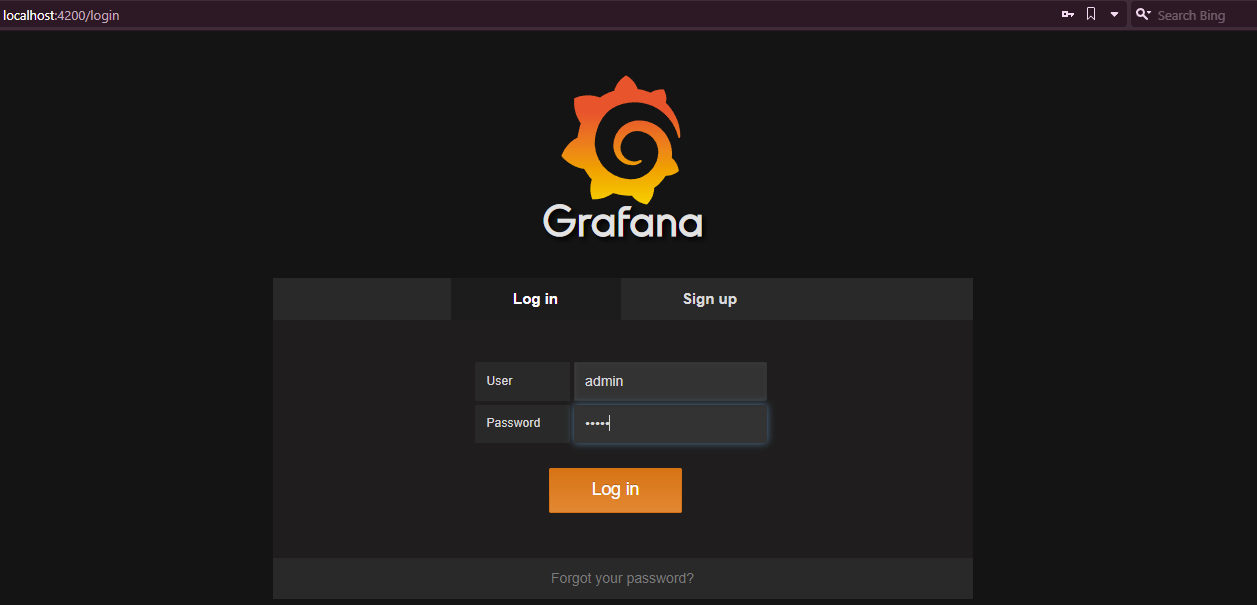 localhost:4200/login
Search Bing
Grafana
Log in Sign up
User admin
Password •••••
Log in
Forgot your password?